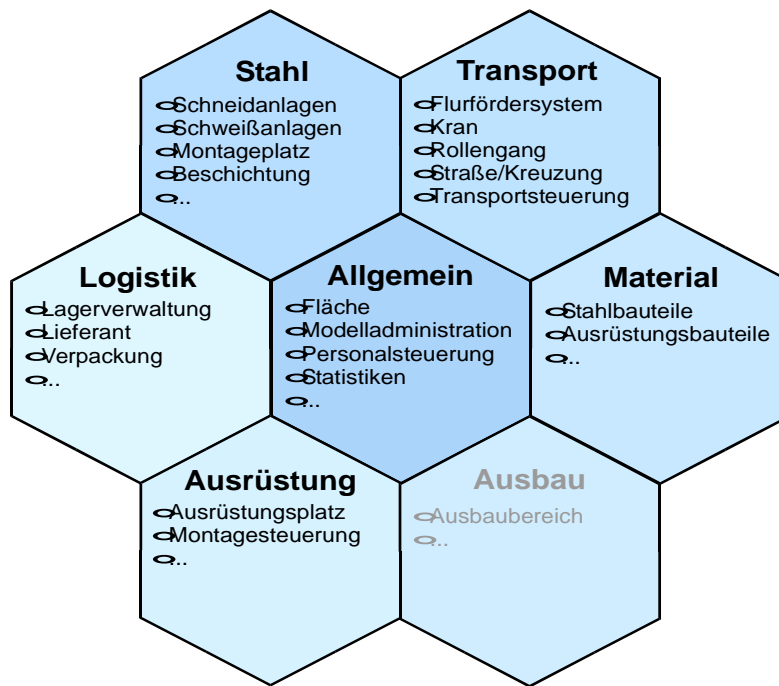 Stahl
Schneidanlagen
Schweißanlagen
Montageplatz
Beschichtung
...
Transport
Flurfördersystem
Kran
Rollengang
Straße/Kreuzung
Transportsteuerung
Logistik
Lagerverwaltung
Lieferant
Verpackung
...
Allgemein
Fläche
Modelladministration
Personalsteuerung
Statistiken
...
Material
Stahlbauteile
Ausrüstungsbauteile
...
Ausrüstung
Ausrüstungsplatz
Montagesteuerung
...
Ausbau
Ausbaubereich
...